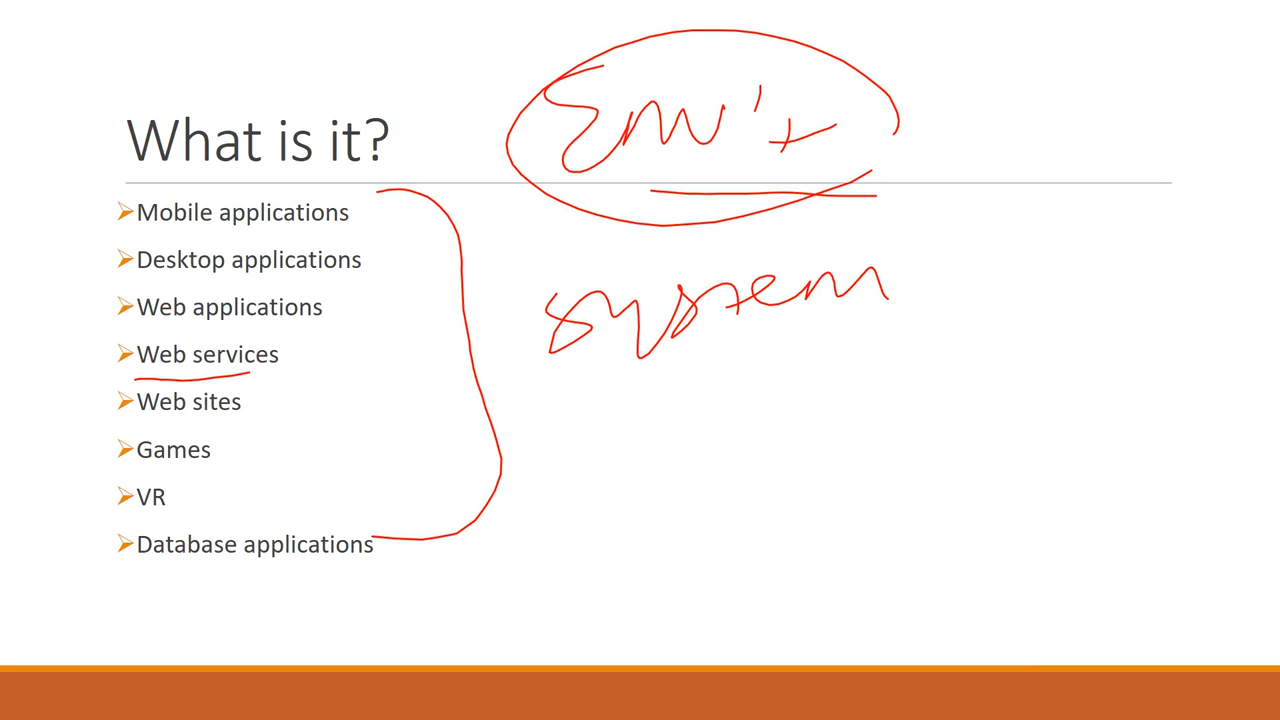 What is it?
Env't
Mobile applications
Desktop applications
Web applications
Web services
Web sites
Games
VR
Database applications
system